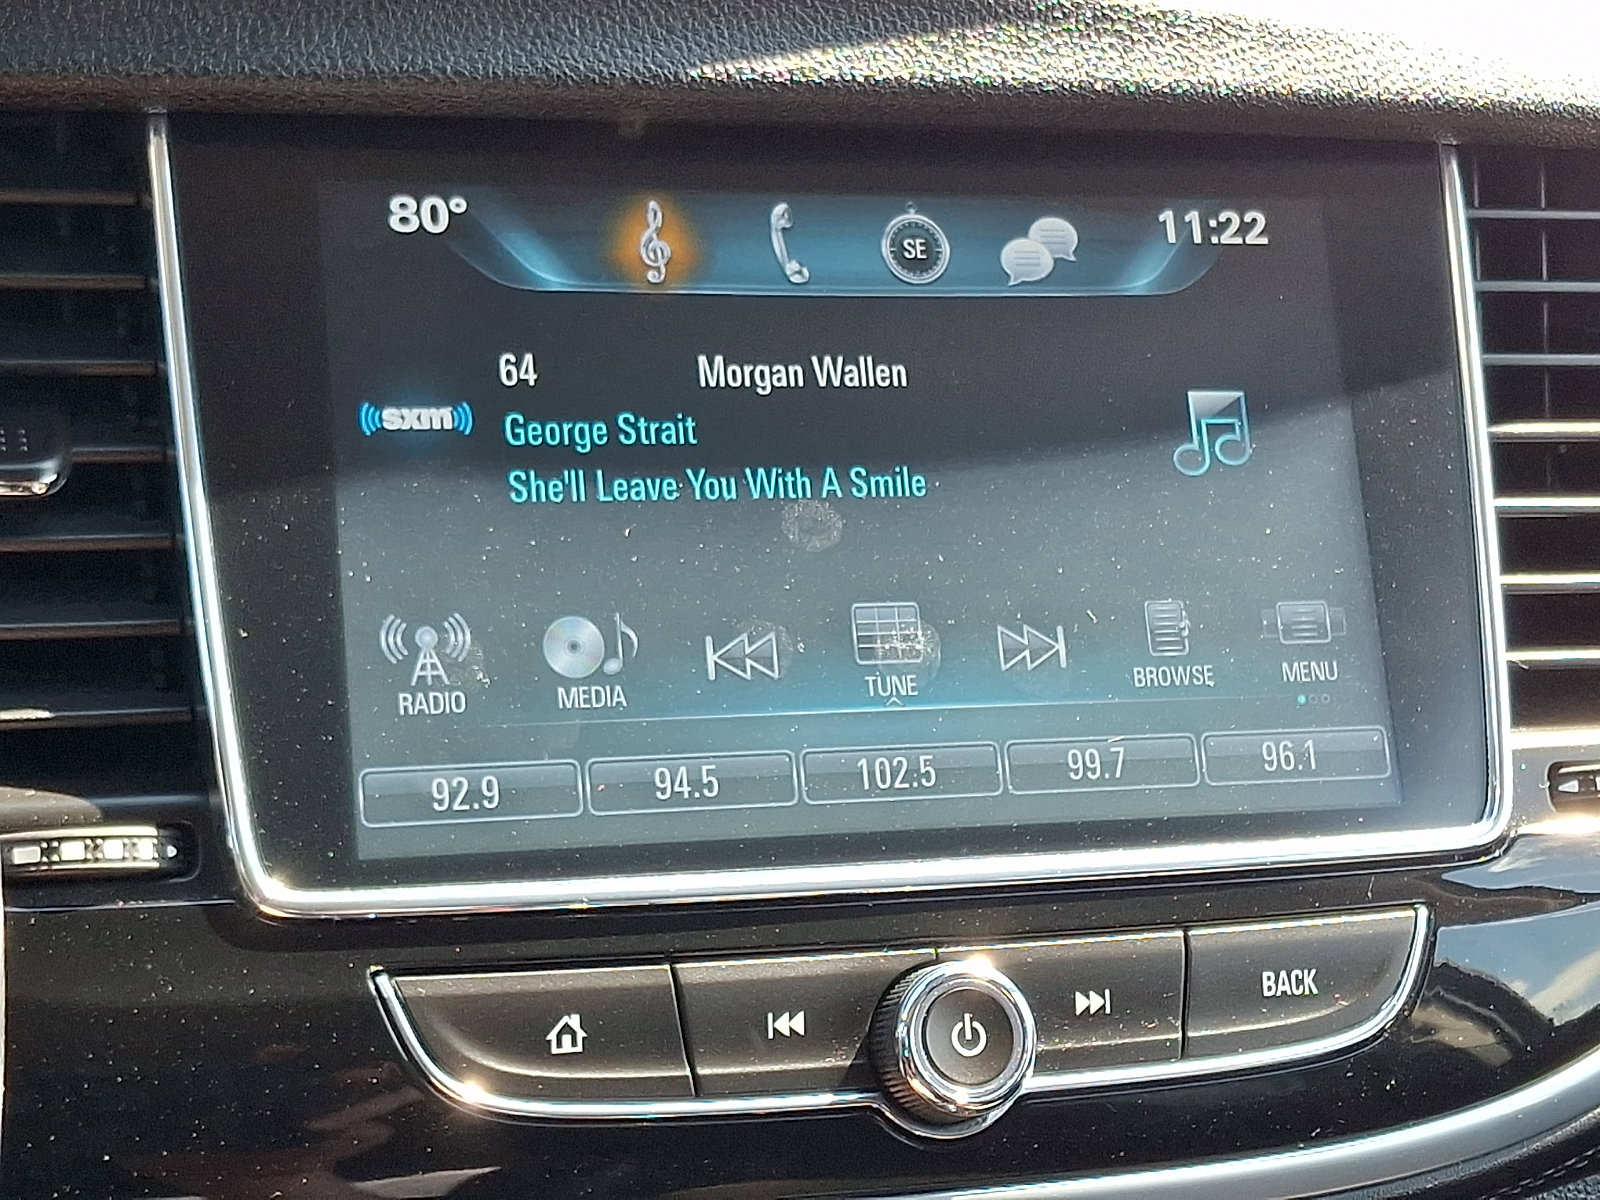 80° SE 11:22
64 Morgan Wallen
sxm George Strait
She'll Leave You With A Smile
RADIO MEDIA TUNE BROWSE MENU
92.9 94.5 102.5 99.7 96.1
BACK